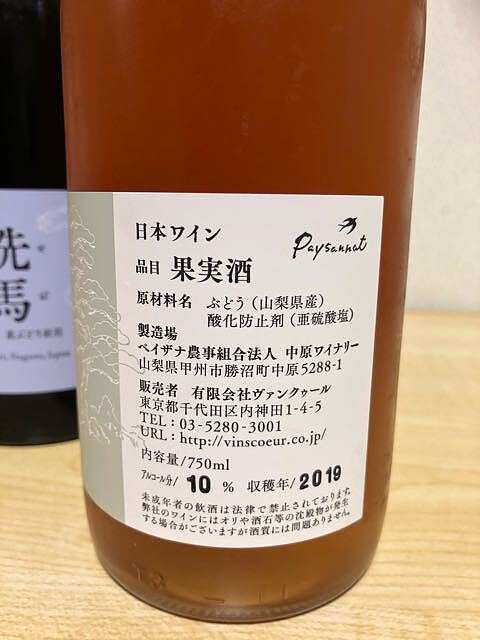 日本ワイン
Paysannat
品目 果実酒
原材料名 ぶどう（山梨県産）
酸化防止剤（亜硫酸塩）
製造場
ペイザナ農事組合法人 中原ワイナリー
山梨県甲州市勝沼町中原5288-1
販売者 有限会社ヴァンクゥール
東京都千代田区内神田1-4-5
TEL：03-5280-3001
URL：http://vinscoeur.co.jp/
内容量/750ml
アルコール分/ 10 % 収穫年/ 2019
未成年者の飲酒は法律で禁止されております。
弊社のワインにはオリや酒石等の沈殿物が発生
する場合がございますが酒質には問題ありません。
洗
馬